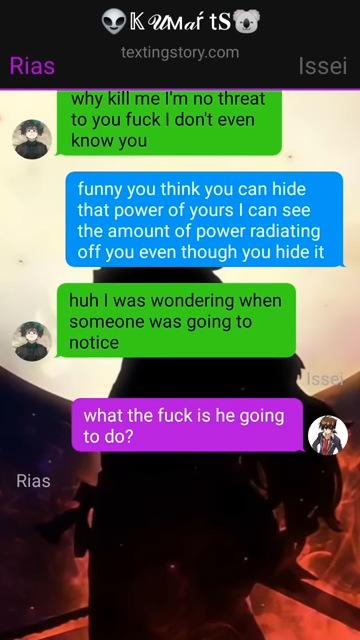 👽𝕂 𝓤ᴍ𝓪ŕ tS🐨
textingstory.com
Rias
Issei
why kill me I'm no threat
to you fuck I don't even
know you
funny you think you can hide
that power of yours I can see
the amount of power radiating
off you even though you hide it
huh I was wondering when
someone was going to
notice
Issei
what the fuck is he going
to do?
Rias